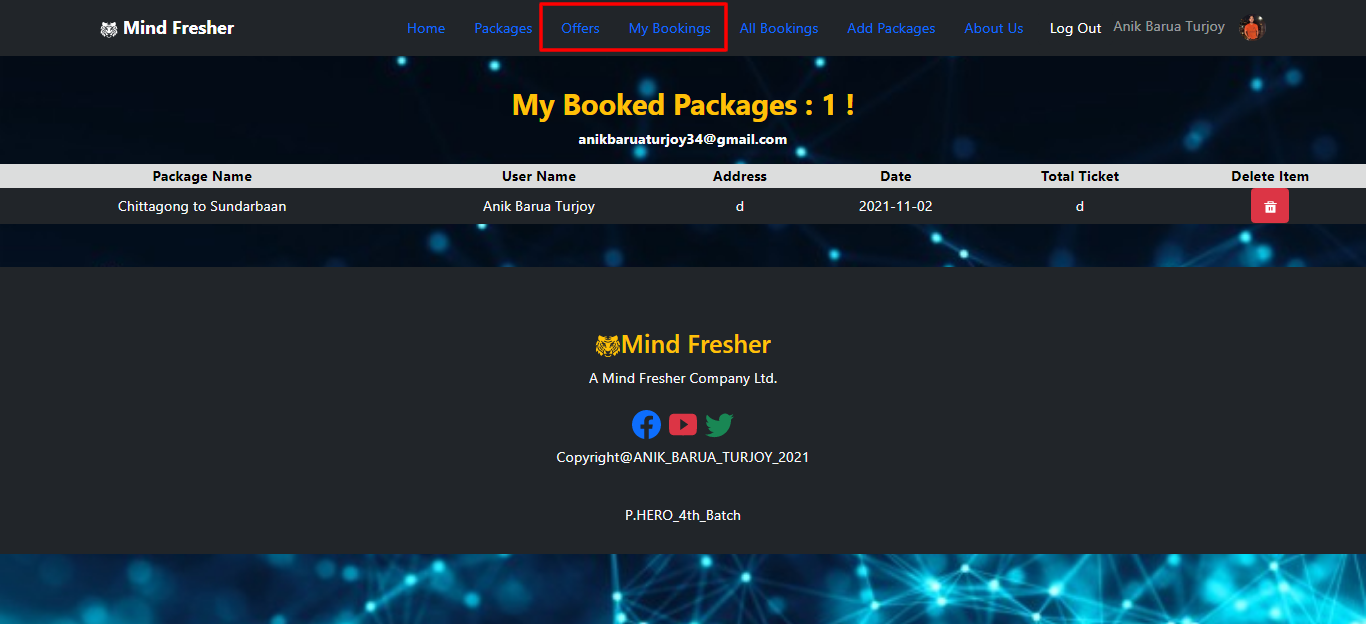 Mind Fresher Home Packages Offers My Bookings All Bookings Add Packages About Us Log Out Anik Barua Turjoy
My Booked Packages : 1 !
anikbaruaturjoy34@gmail.com
Package Name User Name Address Date Total Ticket Delete Item
Chittagong to Sundarbaan Anik Barua Turjoy d 2021-11-02 d
Mind Fresher
A Mind Fresher Company Ltd.
Copyright@ANIK_BARUA_TURJOY_2021
P.HERO_4th_Batch